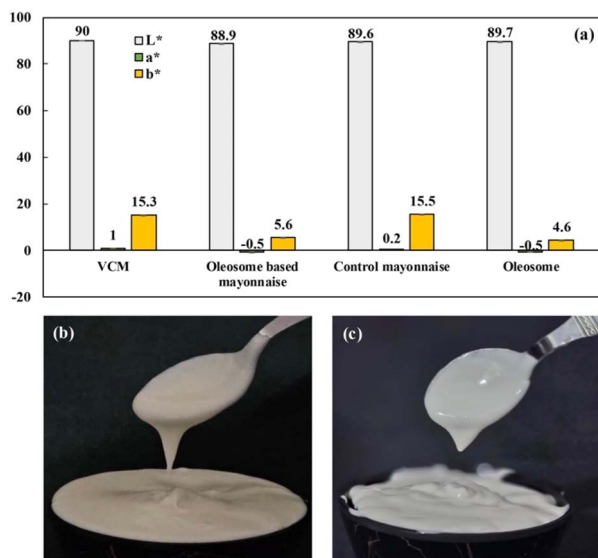 100
80
60
40
20
0
-20
L*
a*
b*
(a)
90
1
15.3
88.9
-0.5
5.6
89.6
0.2
15.5
89.7
-0.5
4.6
VCM
Oleosome based
mayonnaise
Control mayonnaise
Oleosome
(b)
(c)